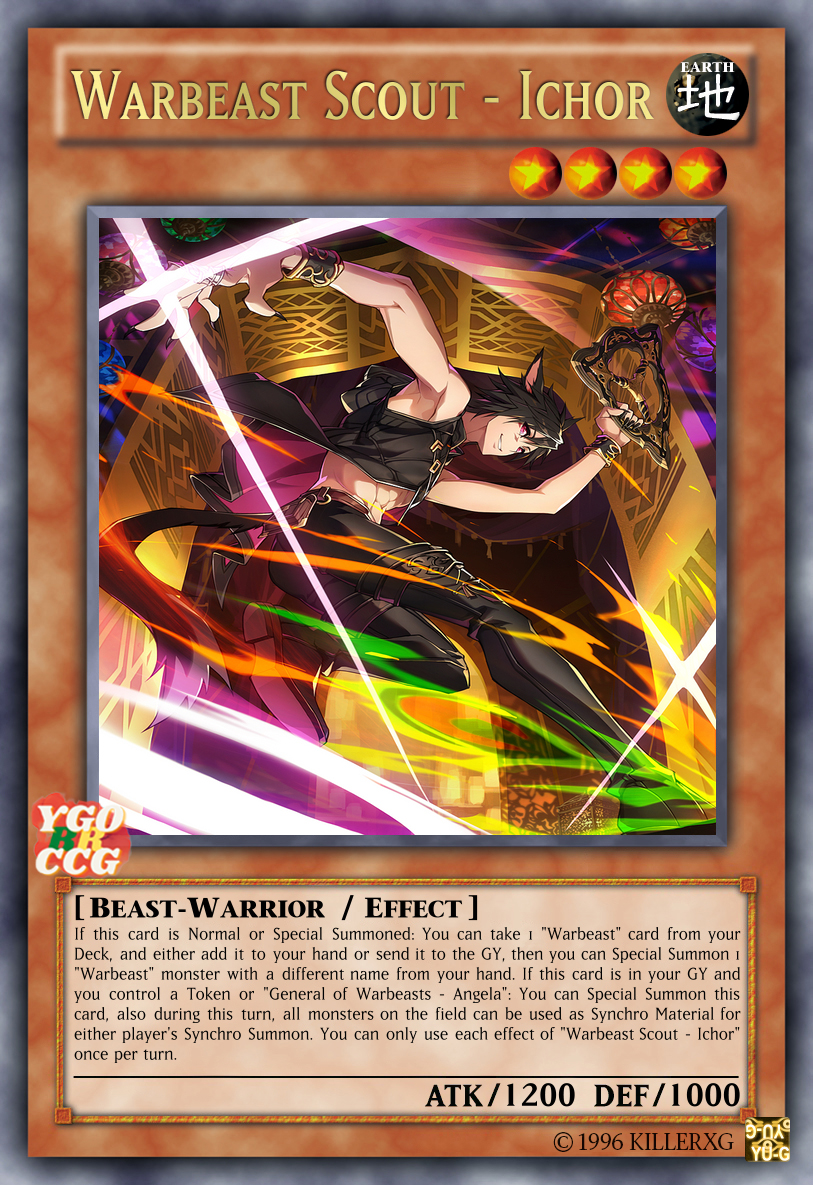 Warbeast Scout - Ichor
EARTH
地
YGO
RR
CCG
[ Beast-Warrior / Effect ]
If this card is Normal or Special Summoned: You can take 1 "Warbeast" card from your
Deck, and either add it to your hand or send it to the GY, then you can Special Summon 1
"Warbeast" monster with a different name from your hand. If this card is in your GY and
you control a Token or "General of Warbeasts - Angela": You can Special Summon this
card, also during this turn, all monsters on the field can be used as Synchro Material for
either player's Synchro Summon. You can only use each effect of "Warbeast Scout - Ichor"
once per turn.
ATK/1200 DEF/1000
© 1996 KILLERXG